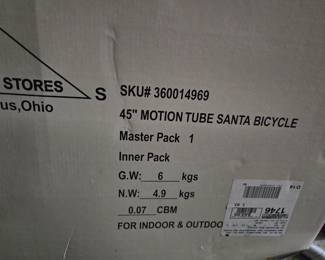 STORES
us,Ohio
S
SKU# 360014969
45" MOTION TUBE SANTA BICYCLE
Master Pack 1
Inner Pack
G.W: 6 kgs
N.W: 4.9 kgs
0.07 CBM
FOR INDOOR & OUTDOO
1746